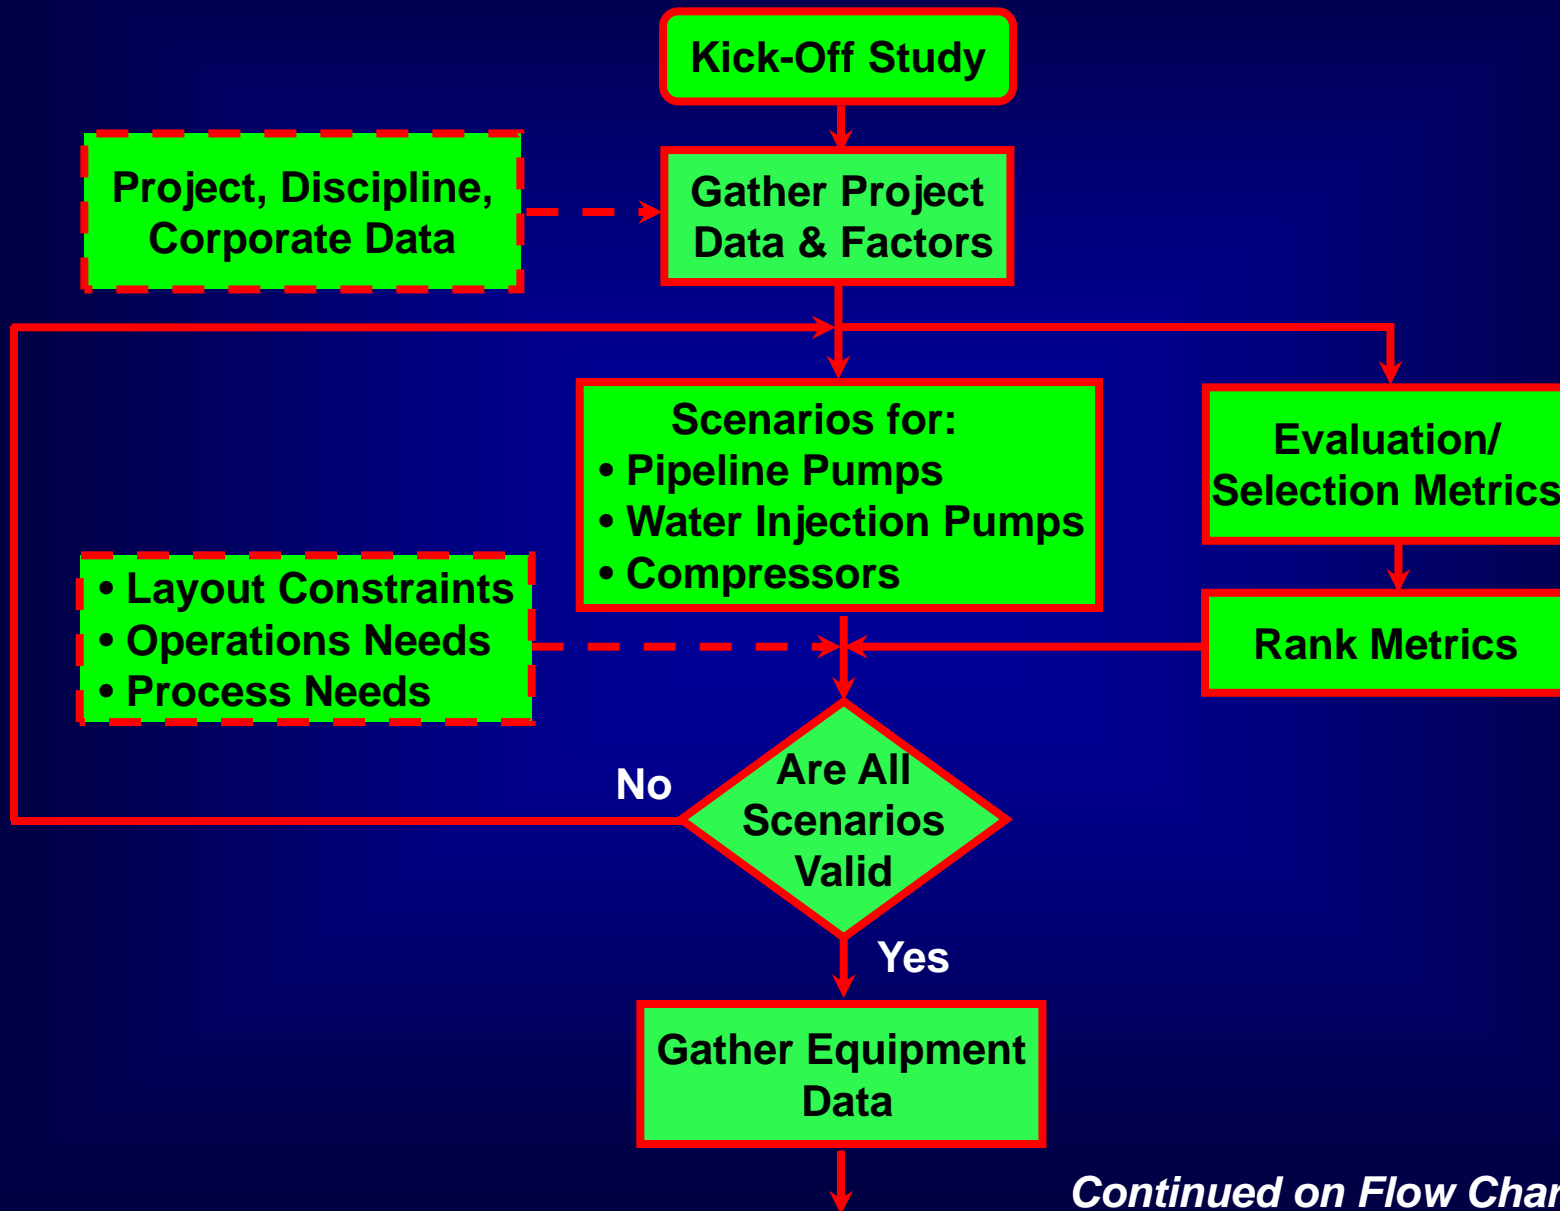 Kick-Off Study
Project, Discipline,
Corporate Data
Gather Project
Data & Factors
Scenarios for:
• Pipeline Pumps
• Water Injection Pumps
• Compressors
Evaluation/
Selection Metrics
• Layout Constraints
• Operations Needs
• Process Needs
Rank Metrics
No
Are All
Scenarios
Valid
Yes
Gather Equipment
Data
Continued on Flow